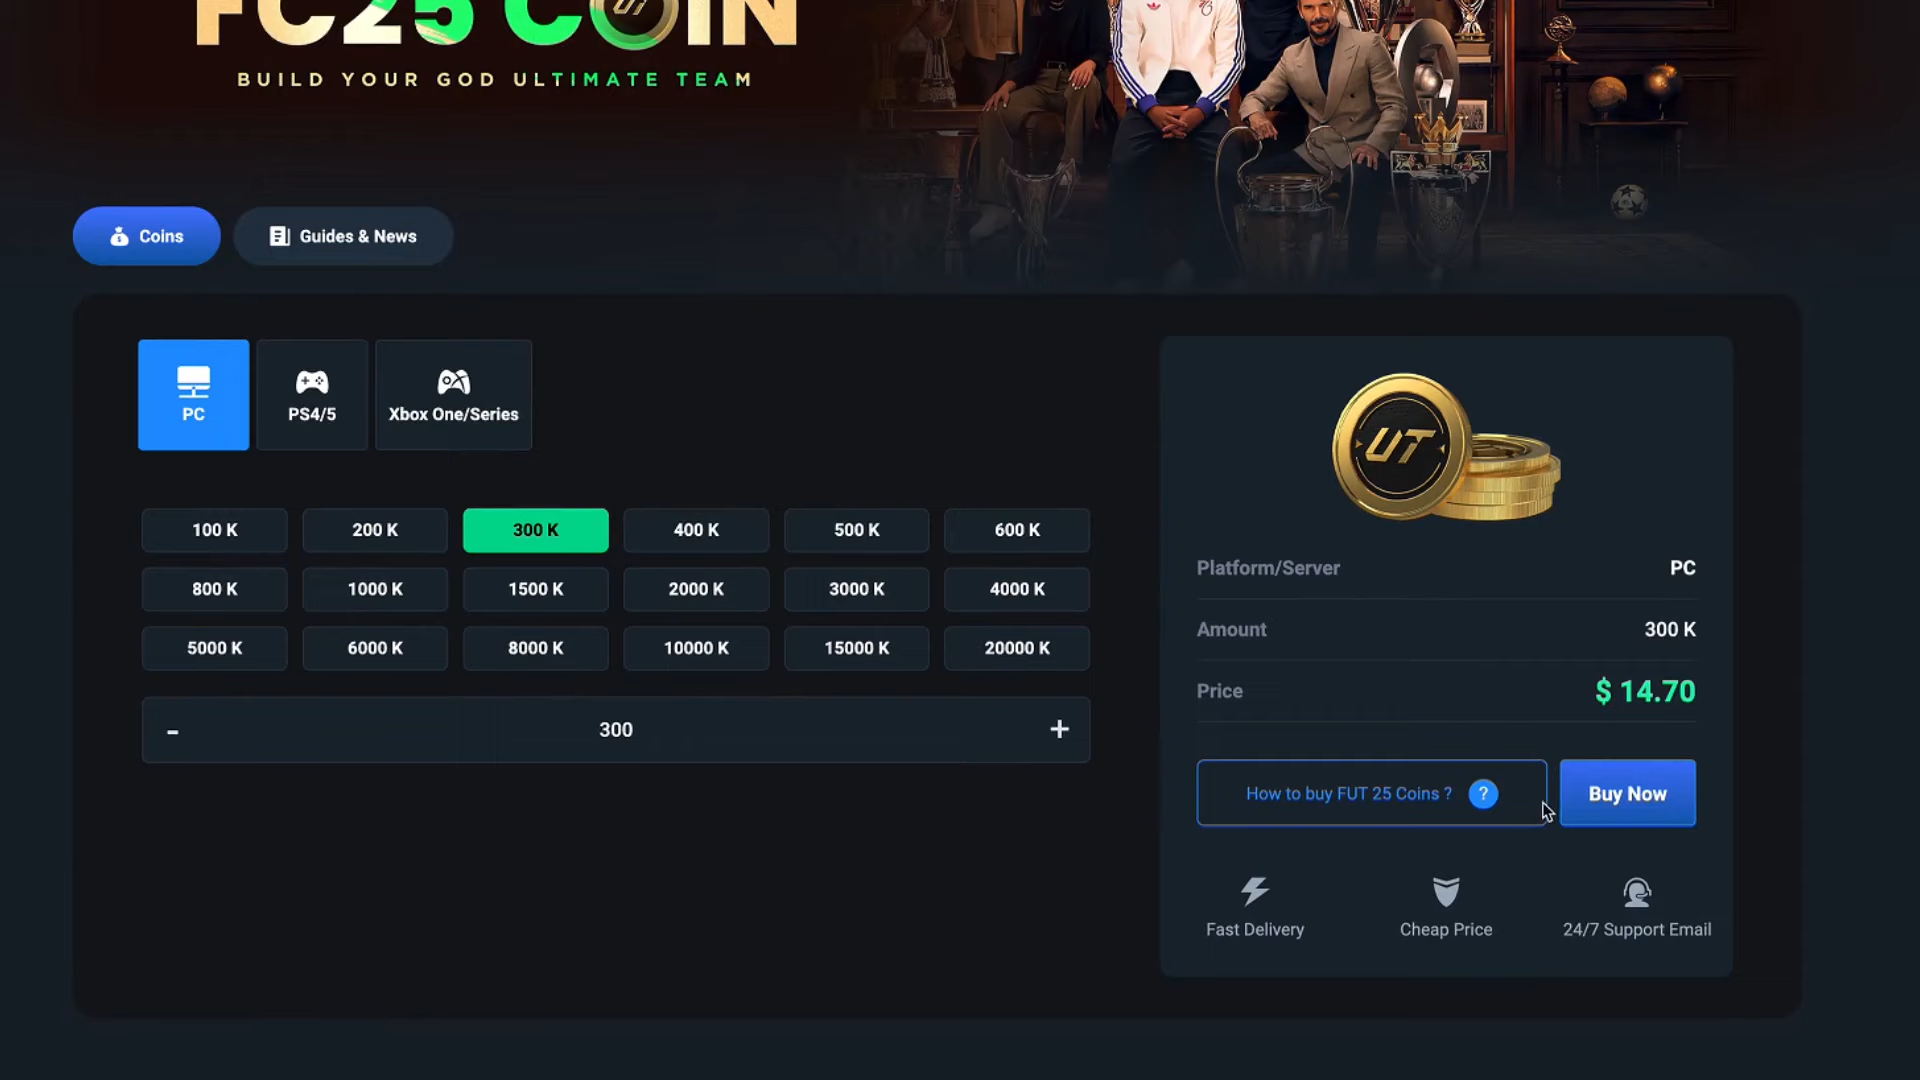 FC25 COIN
BUILD YOUR GOD ULTIMATE TEAM
Coins
Guides & News
PC
PS4/5
Xbox One/Series
100 K
200 K
300 K
400 K
500 K
600 K
800 K
1000 K
1500 K
2000 K
3000 K
4000 K
5000 K
6000 K
8000 K
10000 K
15000 K
20000 K
- 300 +
UT
Platform/Server PC
Amount 300 K
Price $ 14.70
How to buy FUT 25 Coins ? ?
Buy Now
Fast Delivery
Cheap Price
24/7 Support Email